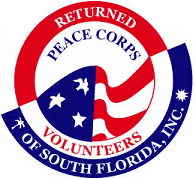 RETURNED
PEACE CORPS
VOLUNTEERS
OF SOUTH FLORIDA, INC.